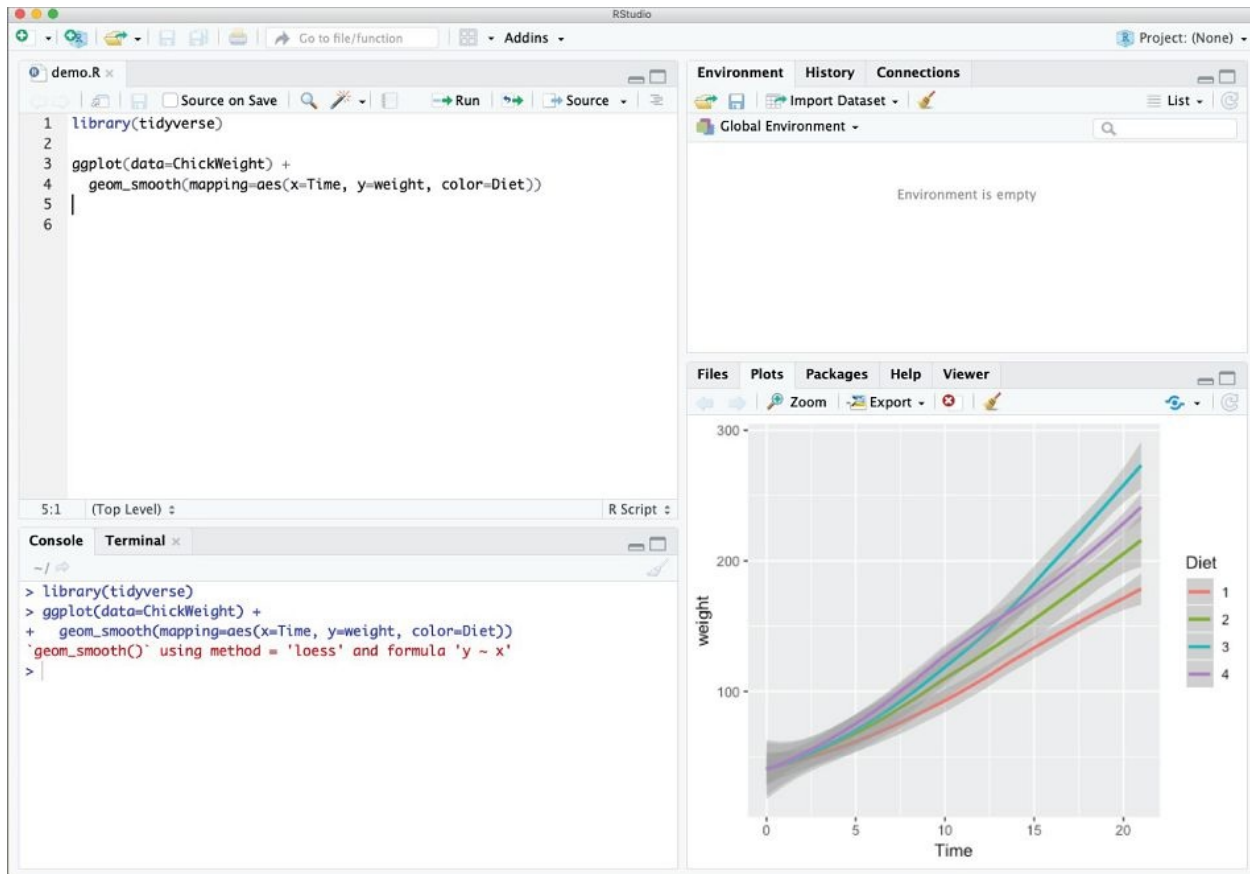 RStudio
Go to file/function
Addins
Project: (None)
demo.R
Source on Save
Run
Source
1 library(tidyverse)
2
3 ggplot(data=ChickWeight) +
4   geom_smooth(mapping=aes(x=Time, y=weight, color=Diet))
5
6
5:1 (Top Level) R Script
Console Terminal
~/
> library(tidyverse)
> ggplot(data=ChickWeight) +
+   geom_smooth(mapping=aes(x=Time, y=weight, color=Diet))
`geom_smooth()` using method = 'loess' and formula 'y ~ x'
>
Environment History Connections
Import Dataset
List
Global Environment
Environment is empty
Files Plots Packages Help Viewer
Zoom Export
300
200
100
weight
0 5 10 15 20
Time
Diet
1
2
3
4